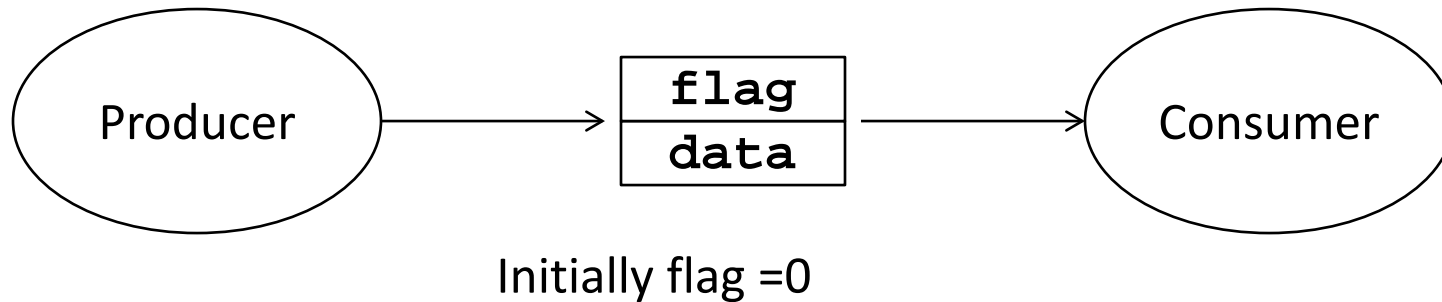 Producer
flag
data
Consumer
Initially flag =0